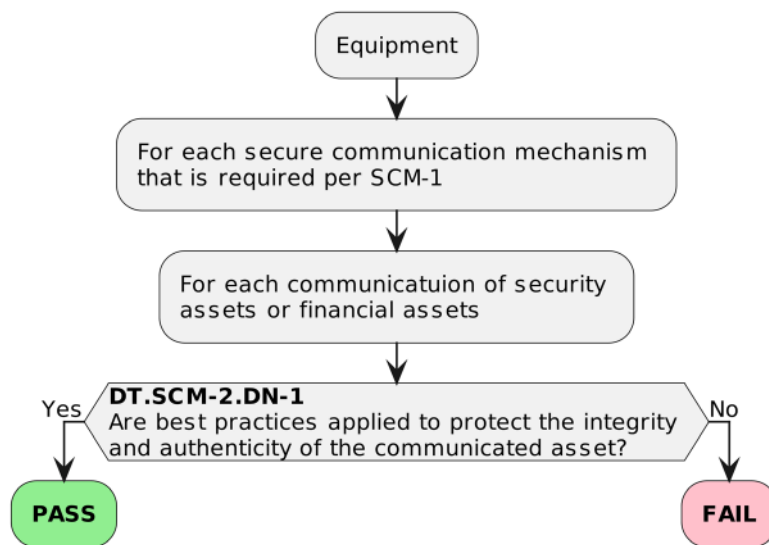 Equipment
For each secure communication mechanism
that is required per SCM-1
For each communicatuion of security
assets or financial assets
DT.SCM-2.DN-1
Are best practices applied to protect the integrity
and authenticity of the communicated asset?
Yes
No
PASS
FAIL